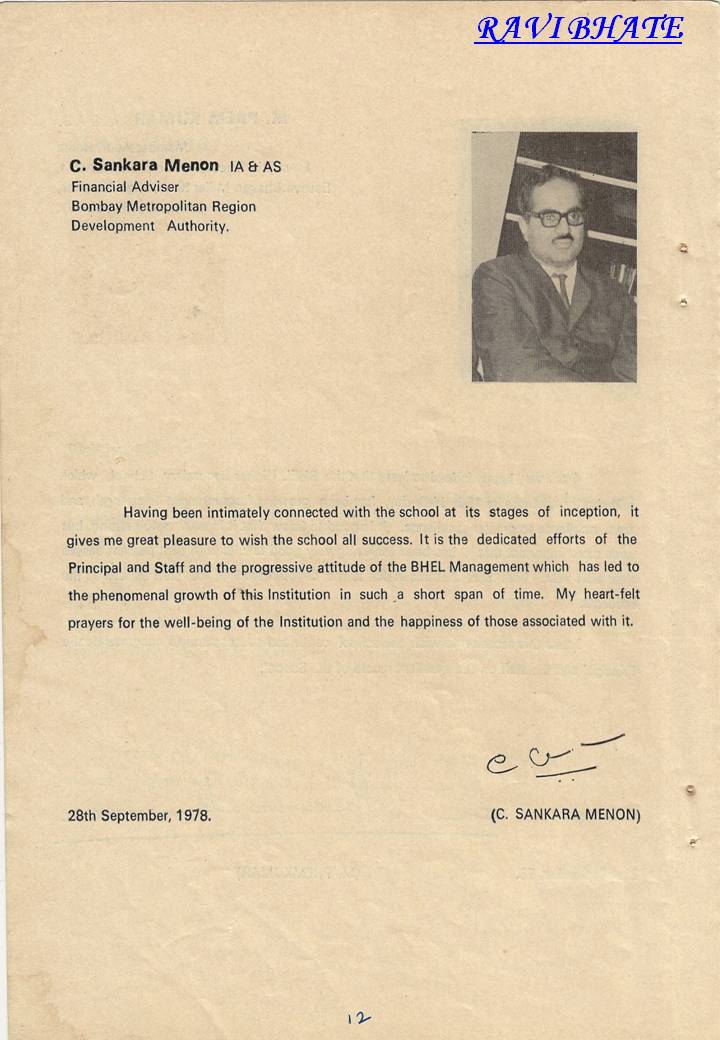 RAVI BHATE
C. Sankara Menon IA & AS
Financial Adviser
Bombay Metropolitan Region
Development Authority.
Having been intimately connected with the school at its stages of inception, it
gives me great pleasure to wish the school all success. It is the dedicated efforts of the
Principal and Staff and the progressive attitude of the BHEL Management which has led to
the phenomenal growth of this Institution in such a short span of time. My heart-felt
prayers for the well-being of the Institution and the happiness of those associated with it.
28th September, 1978.
(C. SANKARA MENON)
12